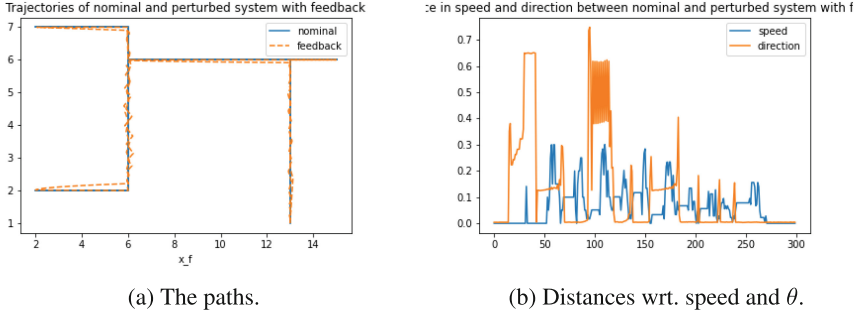 Trajectories of nominal and perturbed system with feedback
nominal
feedback
7
6
5
4
3
2
1
2 4 6 8 10 12 14
x_f
(a) The paths.
ce in speed and direction between nominal and perturbed system with f
speed
direction
0.7
0.6
0.5
0.4
0.3
0.2
0.1
0.0
0 50 100 150 200 250 300
(b) Distances wrt. speed and θ.